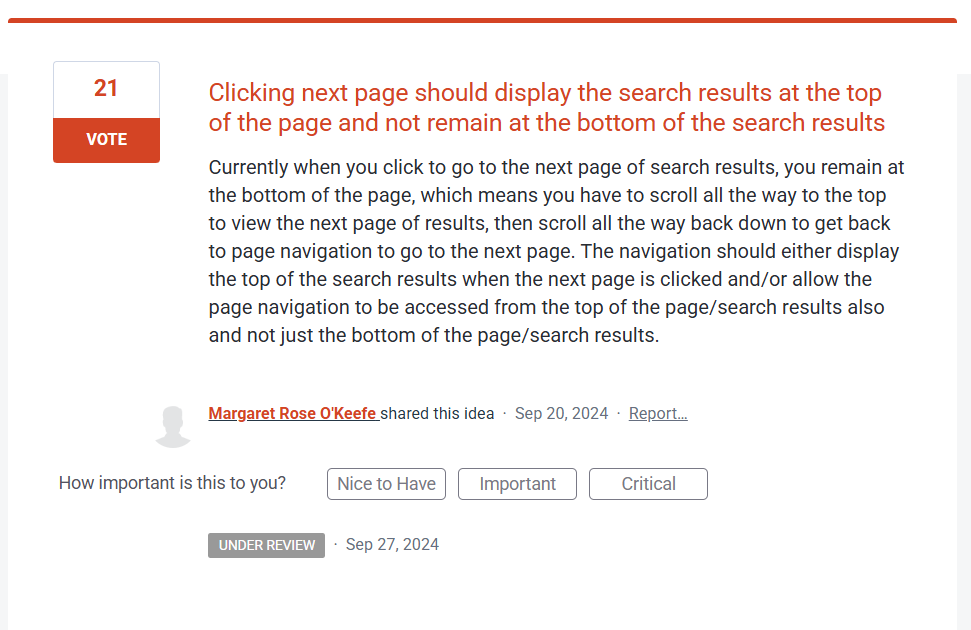 21
VOTE
Clicking next page should display the search results at the top
of the page and not remain at the bottom of the search results
Currently when you click to go to the next page of search results, you remain at
the bottom of the page, which means you have to scroll all the way to the top
to view the next page of results, then scroll all the way back down to get back
to page navigation to go to the next page. The navigation should either display
the top of the search results when the next page is clicked and/or allow the
page navigation to be accessed from the top of the page/search results also
and not just the bottom of the page/search results.
Margaret Rose O'Keefe shared this idea · Sep 20, 2024 · Report...
How important is this to you? Nice to Have Important Critical
UNDER REVIEW · Sep 27, 2024